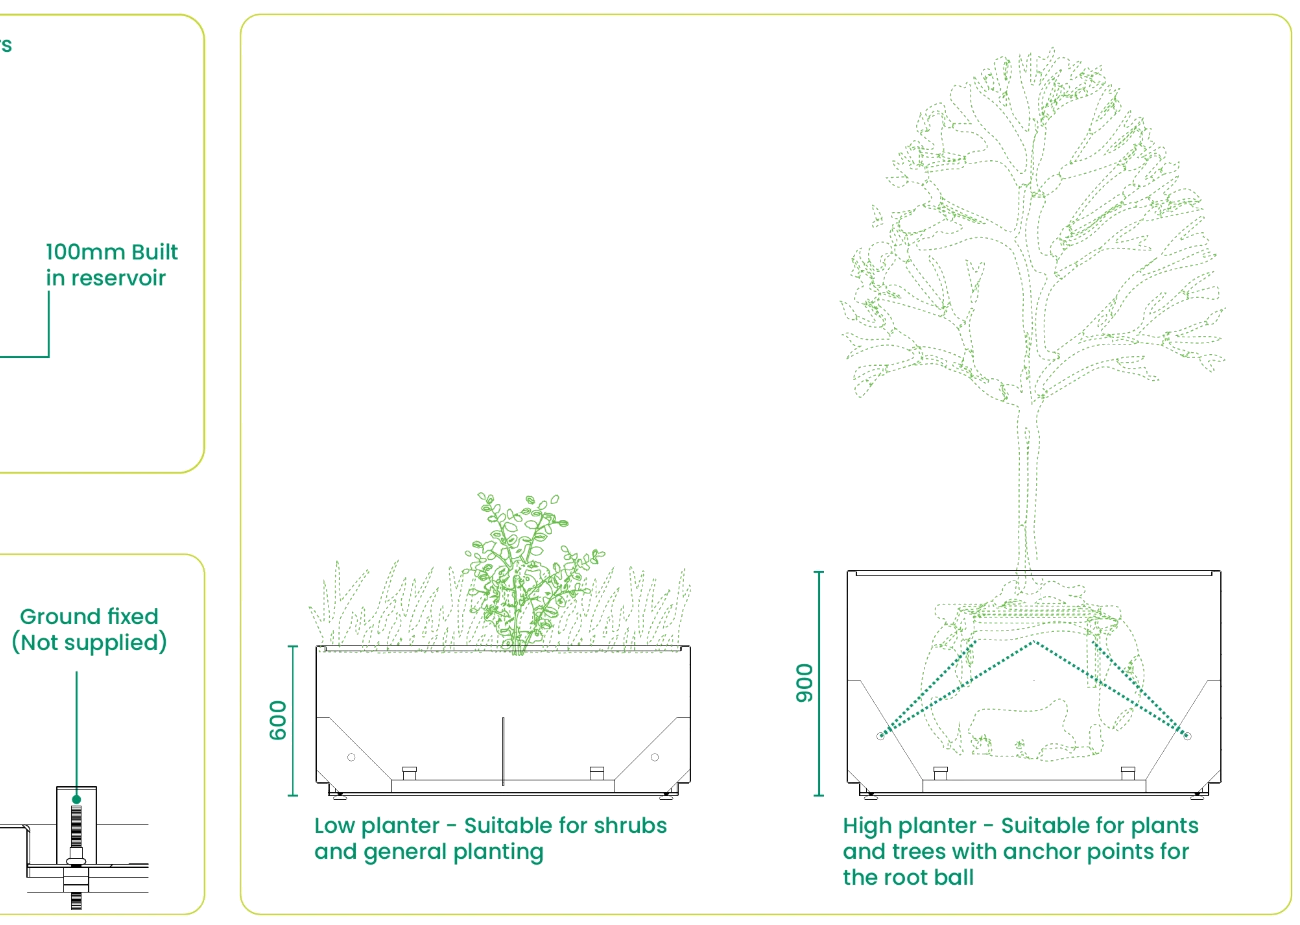 100mm Built
in reservoir
Ground fixed
(Not supplied)
600
Low planter - Suitable for shrubs
and general planting
900
High planter - Suitable for plants
and trees with anchor points for
the root ball